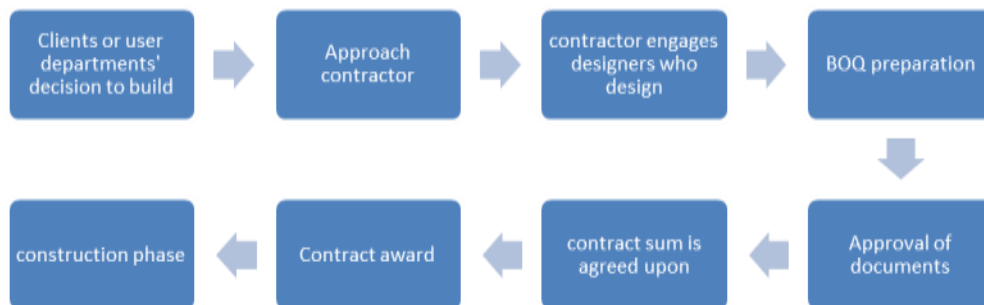 Clients or user
departments'
decision to build
Approach
contractor
contractor engages
designers who
design
BOQ preparation
Approval of
documents
contract sum is
agreed upon
Contract award
construction phase